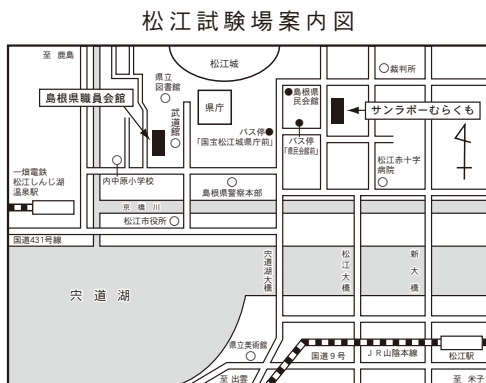 松江試験場案内図
至 鹿島
松江城
裁判所
県立
図書館
島根県職員会館
武道館
県庁
島根県
民会館
サンラポーむらくも
バス停
「国宝松江城県庁前」
バス停
「県民会館前」
松江赤十字
病院
一畑電鉄
松江しんじ湖
温泉駅
内中原小学校
島根県警察本部
京橋川
松江市役所
国道431号線
宍道湖大橋
松江大橋
新大橋
宍道湖
県立美術館
国道9号
JR山陰本線
松江駅
至 出雲
至 米子